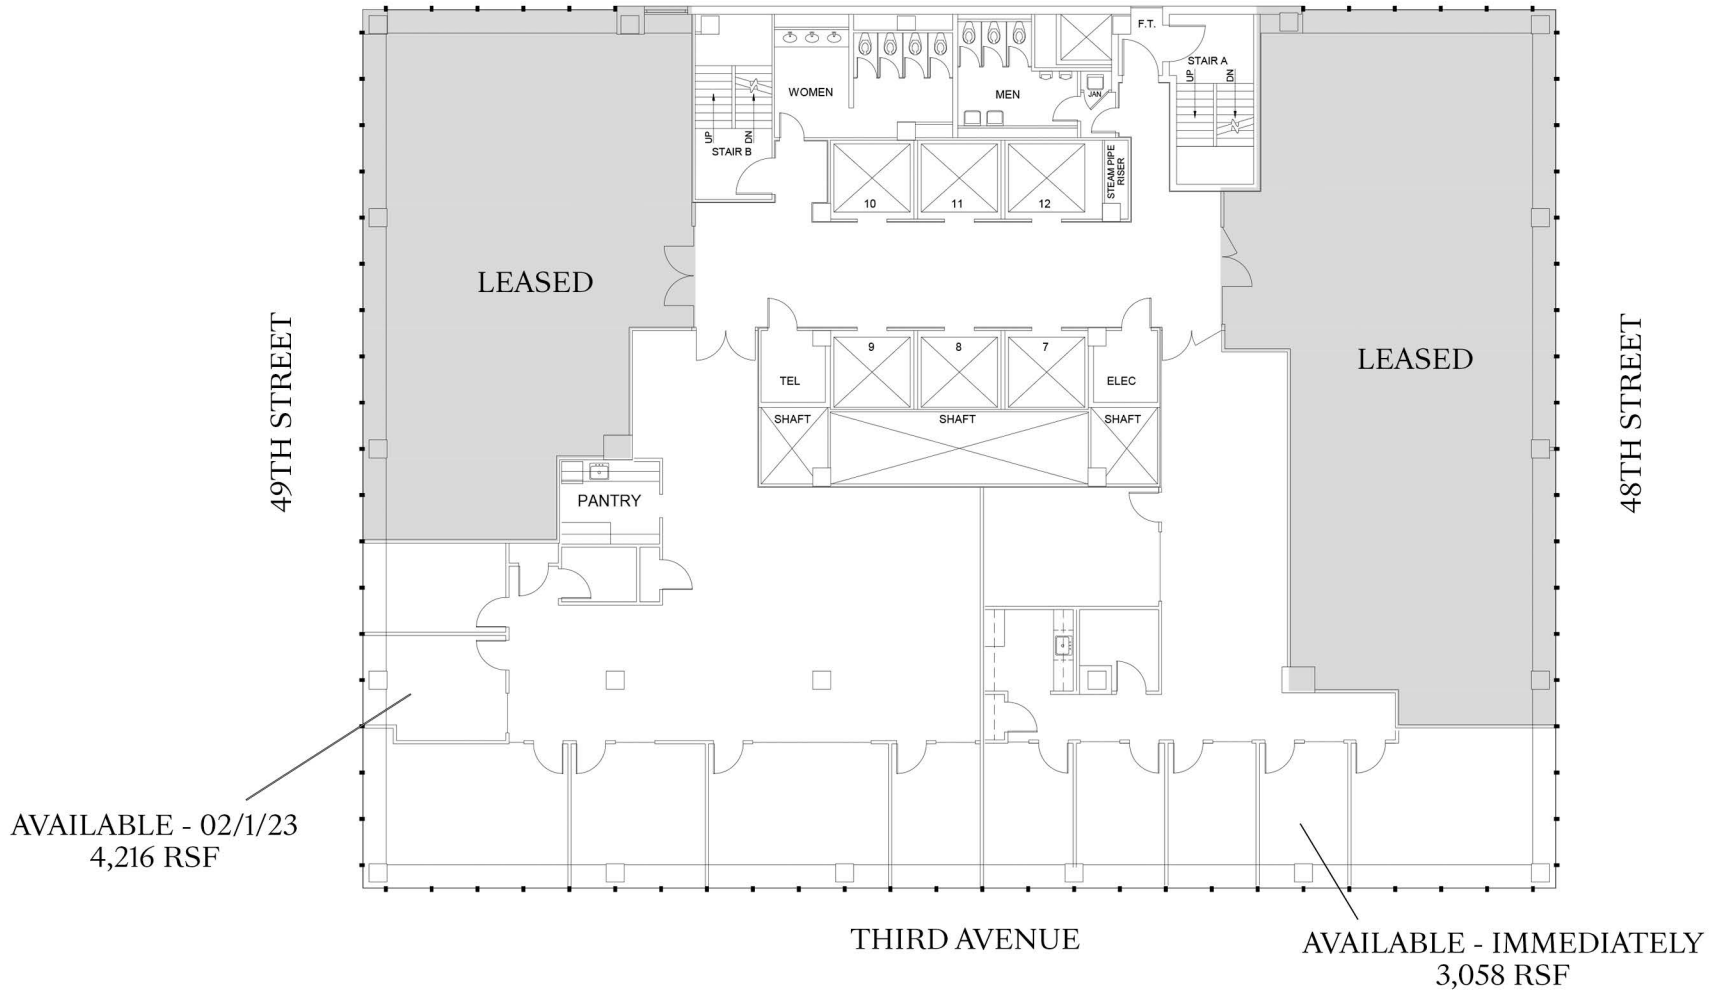 F.T.
STAIR A
UP
DN
WOMEN
MEN
JAN
UP
DN
STAIR B
STEAM PIPE
RISER
10
11
12
LEASED
49TH STREET
48TH STREET
LEASED
TEL
9
8
7
ELEC
SHAFT
SHAFT
SHAFT
PANTRY
AVAILABLE - 02/1/23
4,216 RSF
THIRD AVENUE
AVAILABLE - IMMEDIATELY
3,058 RSF